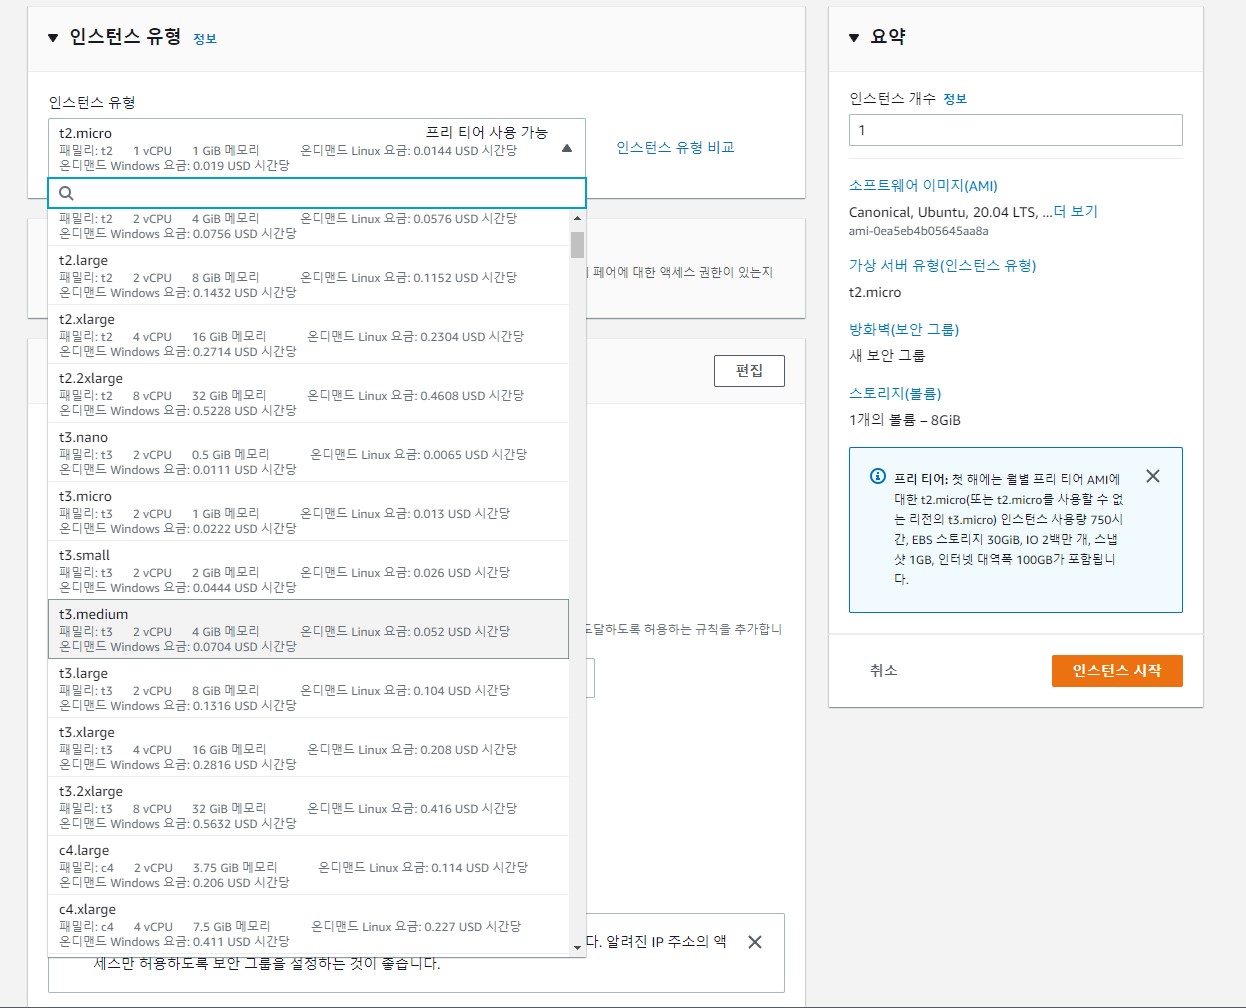 인스턴스 유형 정보
인스턴스 유형
t2.micro 프리 티어 사용 가능
패밀리: t2 1 vCPU 1 GiB 메모리 온디맨드 Linux 요금: 0.0144 USD 시간당
온디맨드 Windows 요금: 0.019 USD 시간당
인스턴스 유형 비교
패밀리: t2 2 vCPU 4 GiB 메모리 온디맨드 Linux 요금: 0.0576 USD 시간당
온디맨드 Windows 요금: 0.0756 USD 시간당
t2.large
패밀리: t2 2 vCPU 8 GiB 메모리 온디맨드 Linux 요금: 0.1152 USD 시간당
온디맨드 Windows 요금: 0.1432 USD 시간당
t2.xlarge
패밀리: t2 4 vCPU 16 GiB 메모리 온디맨드 Linux 요금: 0.2304 USD 시간당
온디맨드 Windows 요금: 0.2714 USD 시간당
t2.2xlarge
패밀리: t2 8 vCPU 32 GiB 메모리 온디맨드 Linux 요금: 0.4608 USD 시간당
온디맨드 Windows 요금: 0.5228 USD 시간당
t3.nano
패밀리: t3 2 vCPU 0.5 GiB 메모리 온디맨드 Linux 요금: 0.0065 USD 시간당
온디맨드 Windows 요금: 0.0111 USD 시간당
t3.micro
패밀리: t3 2 vCPU 1 GiB 메모리 온디맨드 Linux 요금: 0.013 USD 시간당
온디맨드 Windows 요금: 0.0222 USD 시간당
t3.small
패밀리: t3 2 vCPU 2 GiB 메모리 온디맨드 Linux 요금: 0.026 USD 시간당
온디맨드 Windows 요금: 0.0444 USD 시간당
t3.medium
패밀리: t3 2 vCPU 4 GiB 메모리 온디맨드 Linux 요금: 0.052 USD 시간당
온디맨드 Windows 요금: 0.0704 USD 시간당
t3.large
패밀리: t3 2 vCPU 8 GiB 메모리 온디맨드 Linux 요금: 0.104 USD 시간당
온디맨드 Windows 요금: 0.1316 USD 시간당
t3.xlarge
패밀리: t3 4 vCPU 16 GiB 메모리 온디맨드 Linux 요금: 0.208 USD 시간당
온디맨드 Windows 요금: 0.2816 USD 시간당
t3.2xlarge
패밀리: t3 8 vCPU 32 GiB 메모리 온디맨드 Linux 요금: 0.416 USD 시간당
온디맨드 Windows 요금: 0.5632 USD 시간당
c4.large
패밀리: c4 2 vCPU 3.75 GiB 메모리 온디맨드 Linux 요금: 0.114 USD 시간당
온디맨드 Windows 요금: 0.206 USD 시간당
c4.xlarge
패밀리: c4 4 vCPU 7.5 GiB 메모리 온디맨드 Linux 요금: 0.227 USD 시간당
온디맨드 Windows 요금: 0.411 USD 시간당
페어에 대한 액세스 권한이 있는지
편집
도달하도록 허용하는 규칙을 추가합니
다. 알려진 IP 주소의 액
세스만 허용하도록 보안 그룹을 설정하는 것이 좋습니다.
요약
인스턴스 개수 정보
1
소프트웨어 이미지(AMI)
Canonical, Ubuntu, 20.04 LTS, ...더 보기
ami-0ea5eb4b05645aa8a
가상 서버 유형(인스턴스 유형)
t2.micro
방화벽(보안 그룹)
새 보안 그룹
스토리지(볼륨)
1개의 볼륨 – 8GiB
프리 티어: 첫 해에는 월별 프리 티어 AMI에
대한 t2.micro(또는 t2.micro를 사용할 수 없
는 리전의 t3.micro) 인스턴스 사용량 750시
간, EBS 스토리지 30GiB, IO 2백만 개, 스냅
샷 1GB, 인터넷 대역폭 100GB가 포함됩니
다.
취소
인스턴스 시작